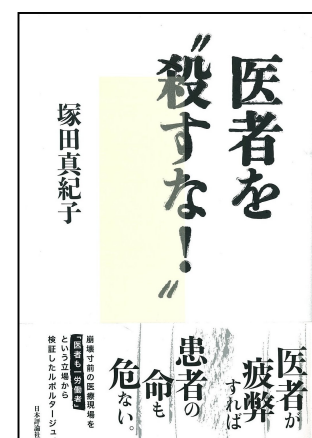 医者を
〝殺すな！〟
塚田真紀子
医者が
疲弊
すれば
患者の
命も
危ない。
崩壊寸前の医療現場を
「医者も一労働者」
という立場から
検証したルポルタージュ
日本評論社